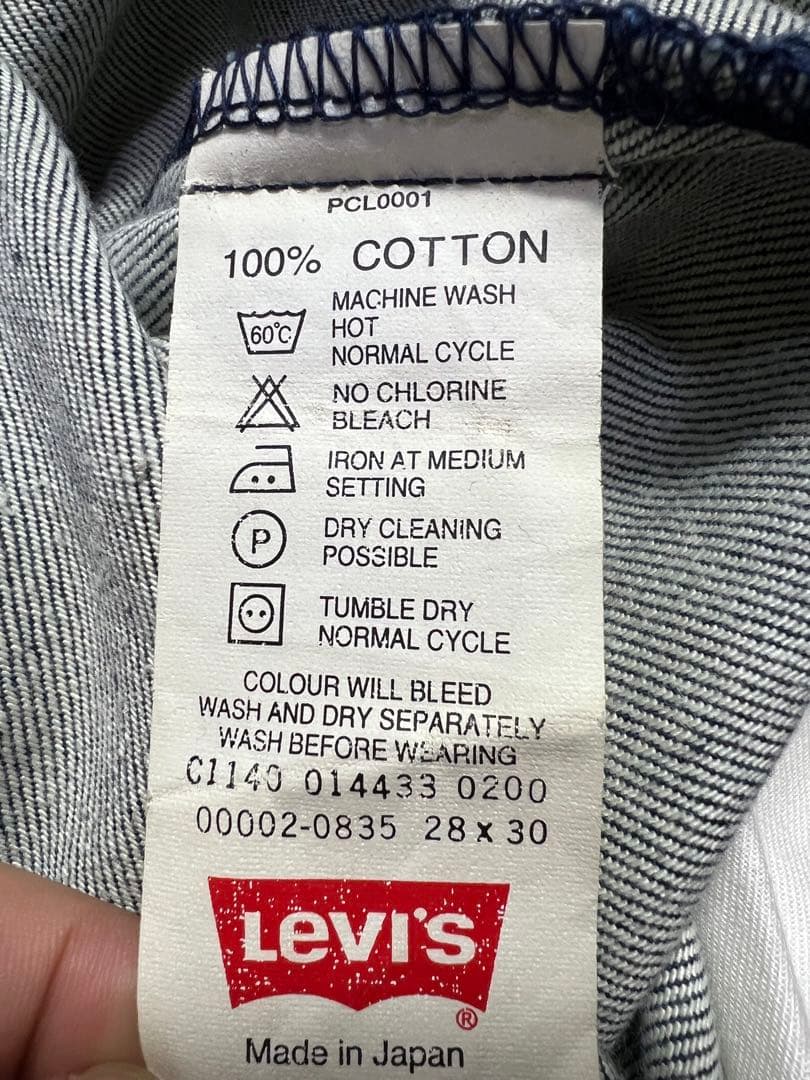 PCL0001
100% COTTON
60°C
MACHINE WASH
HOT
NORMAL CYCLE
NO CHLORINE
BLEACH
IRON AT MEDIUM
SETTING
P
DRY CLEANING
POSSIBLE
TUMBLE DRY
NORMAL CYCLE
COLOUR WILL BLEED
WASH AND DRY SEPARATELY
WASH BEFORE WEARING
C1140 014433 0200
00002-0835 28 x 30
LEVI'S
®
Made in Japan